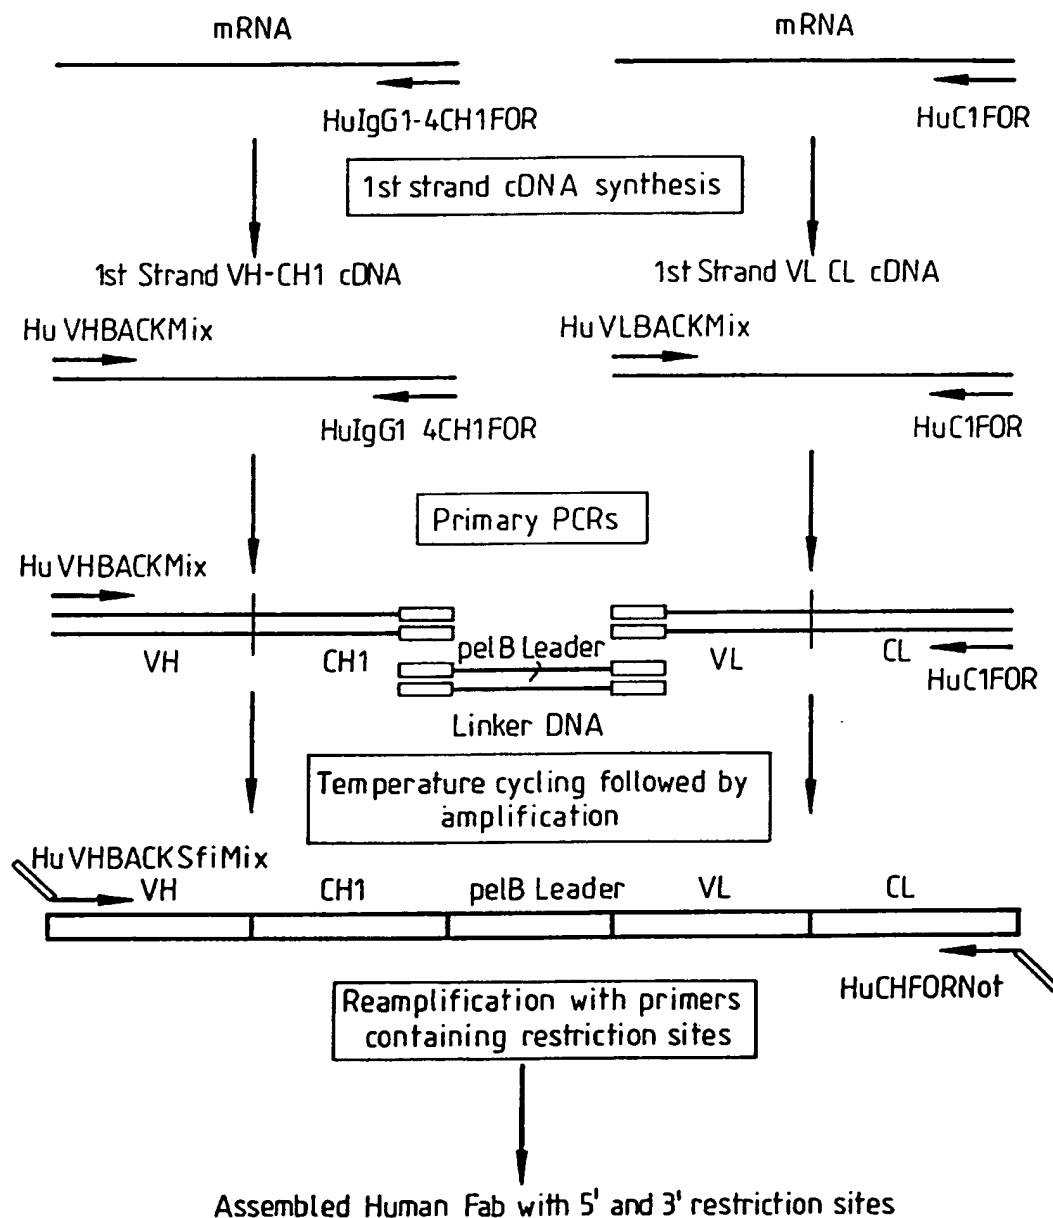 mRNA
mRNA
HuIgG1-4CH1FOR
HuC1FOR
1st strand cDNA synthesis
1st Strand VH-CH1 cDNA
1st Strand VL CL cDNA
Hu VHBACKMix
Hu VLBACKMix
HuIgG1 4CH1FOR
HuC1FOR
Primary PCRs
Hu VHBACKMix
VH
CH1
pelB Leader
VL
CL
HuC1FOR
Linker DNA
Temperature cycling followed by
amplification
Hu VHBACKSfiMix
VH
CH1
pelB Leader
VL
CL
HuCHFORNot
Reamplification with primers
containing restriction sites
Assembled Human Fab with 5' and 3' restriction sites